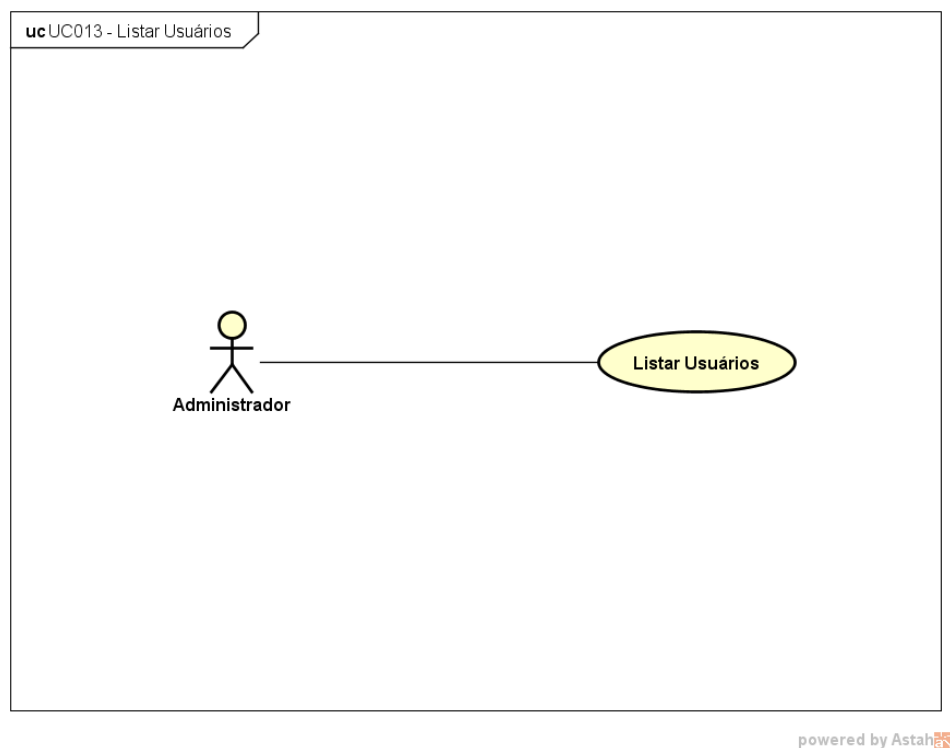 uc UC013 - Listar Usuários
Listar Usuários
Administrador
powered by Astah